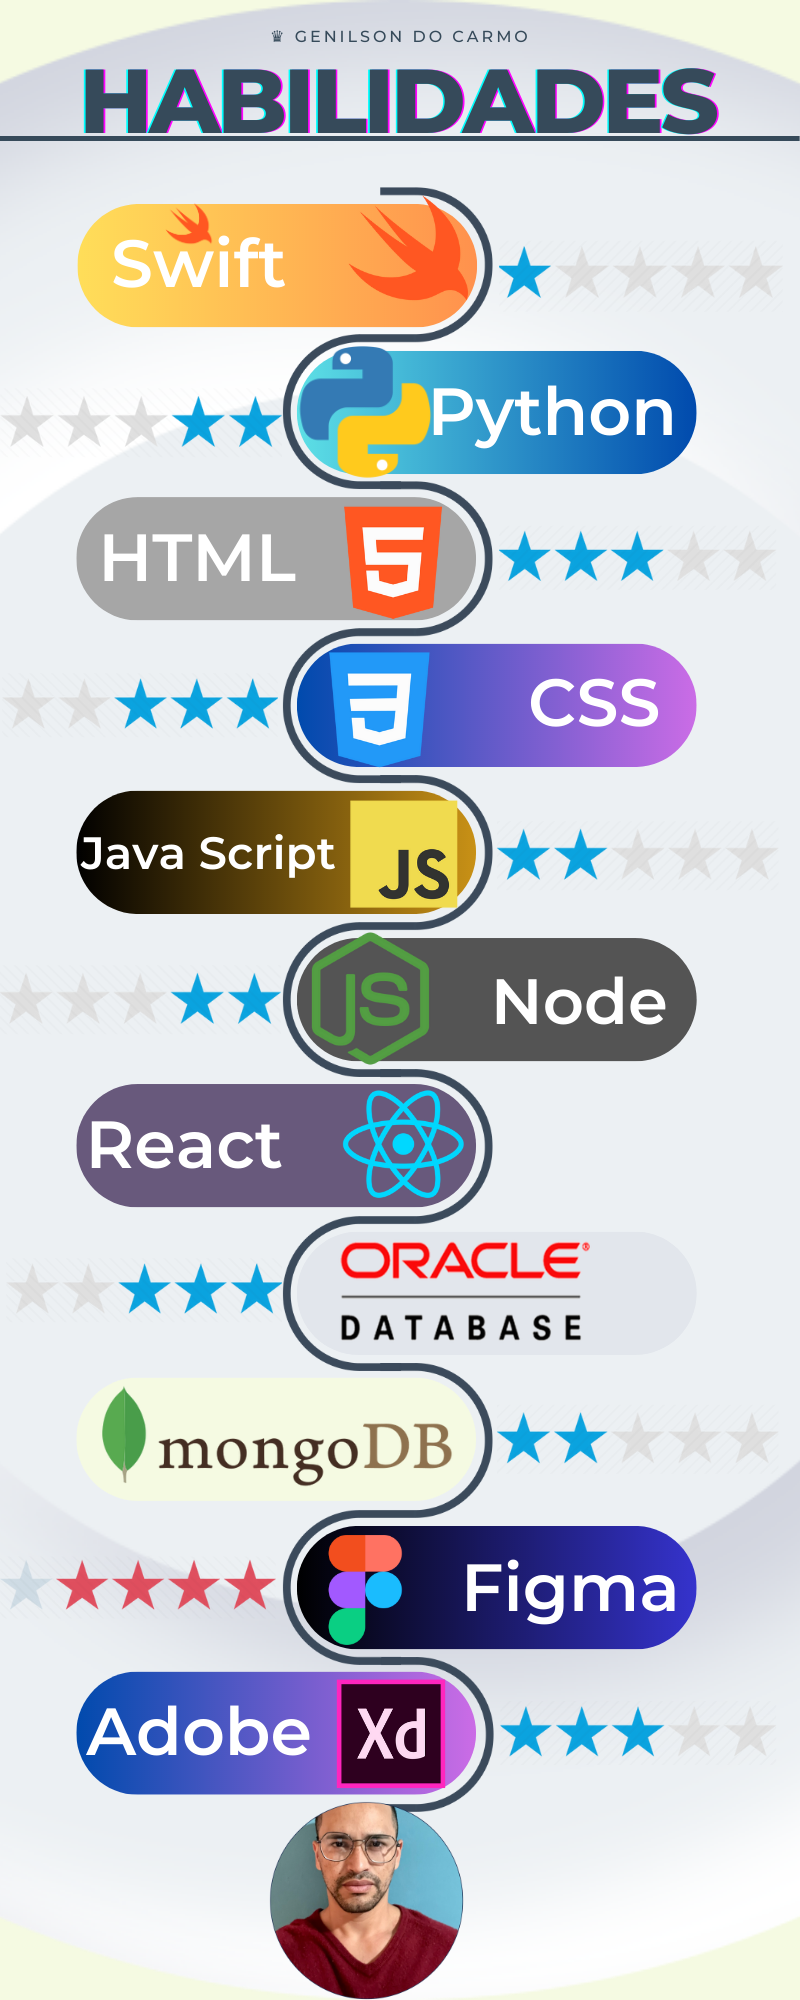 ♛ GENILSON DO CARMO
HABILIDADES
Swift
Python
HTML 5
CSS
Java Script JS
JS Node
React
ORACLE®
DATABASE
mongoDB
Figma
Adobe Xd